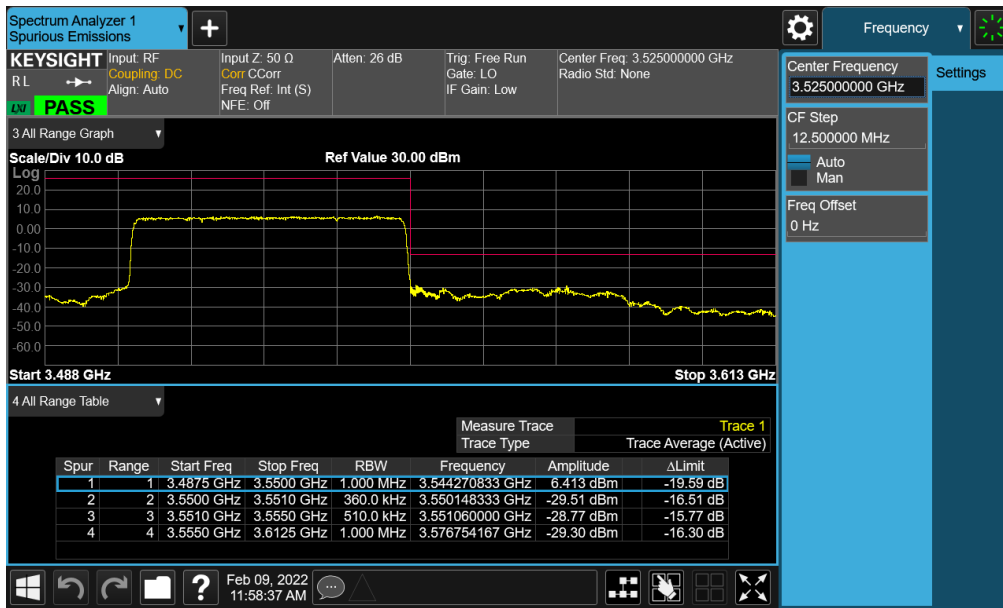 Spectrum Analyzer 1
Spurious Emissions
Frequency
KEYSIGHT
R L
LXI PASS
Input: RF
Coupling: DC
Align: Auto
Input Z: 50 Ω
Corr CCorr
Freq Ref: Int (S)
NFE: Off
Atten: 26 dB
Trig: Free Run
Gate: LO
IF Gain: Low
Center Freq: 3.525000000 GHz
Radio Std: None
Center Frequency
3.525000000 GHz
Settings
CF Step
12.500000 MHz
Auto
Man
Freq Offset
0 Hz
3 All Range Graph
Scale/Div 10.0 dB Ref Value 30.00 dBm
Log
20.0
10.0
0.00
-10.0
-20.0
-30.0
-40.0
-50.0
-60.0
Start 3.488 GHz Stop 3.613 GHz
4 All Range Table
Measure Trace Trace 1
Trace Type Trace Average (Active)
Spur Range Start Freq Stop Freq RBW Frequency Amplitude ΔLimit
1 1 3.4875 GHz 3.5500 GHz 1.000 MHz 3.544270833 GHz 6.413 dBm -19.59 dB
2 2 3.5500 GHz 3.5510 GHz 360.0 kHz 3.550148333 GHz -29.51 dBm -16.51 dB
3 3 3.5510 GHz 3.5550 GHz 510.0 kHz 3.551060000 GHz -28.77 dBm -15.77 dB
4 4 3.5550 GHz 3.6125 GHz 1.000 MHz 3.576754167 GHz -29.30 dBm -16.30 dB
Feb 09, 2022
11:58:37 AM